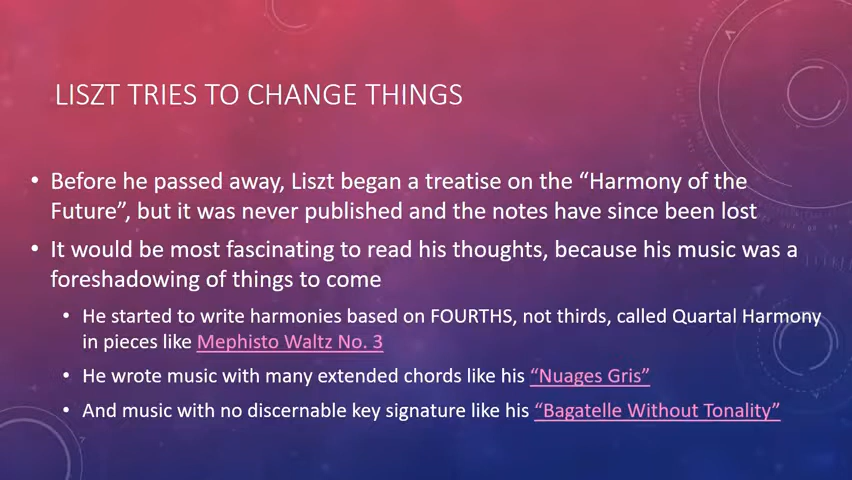 LISZT TRIES TO CHANGE THINGS
• Before he passed away, Liszt began a treatise on the “Harmony of the
Future”, but it was never published and the notes have since been lost
• It would be most fascinating to read his thoughts, because his music was a
foreshadowing of things to come
• He started to write harmonies based on FOURTHS, not thirds, called Quartal Harmony
in pieces like Mephisto Waltz No. 3
• He wrote music with many extended chords like his “Nuages Gris”
• And music with no discernable key signature like his “Bagatelle Without Tonality”